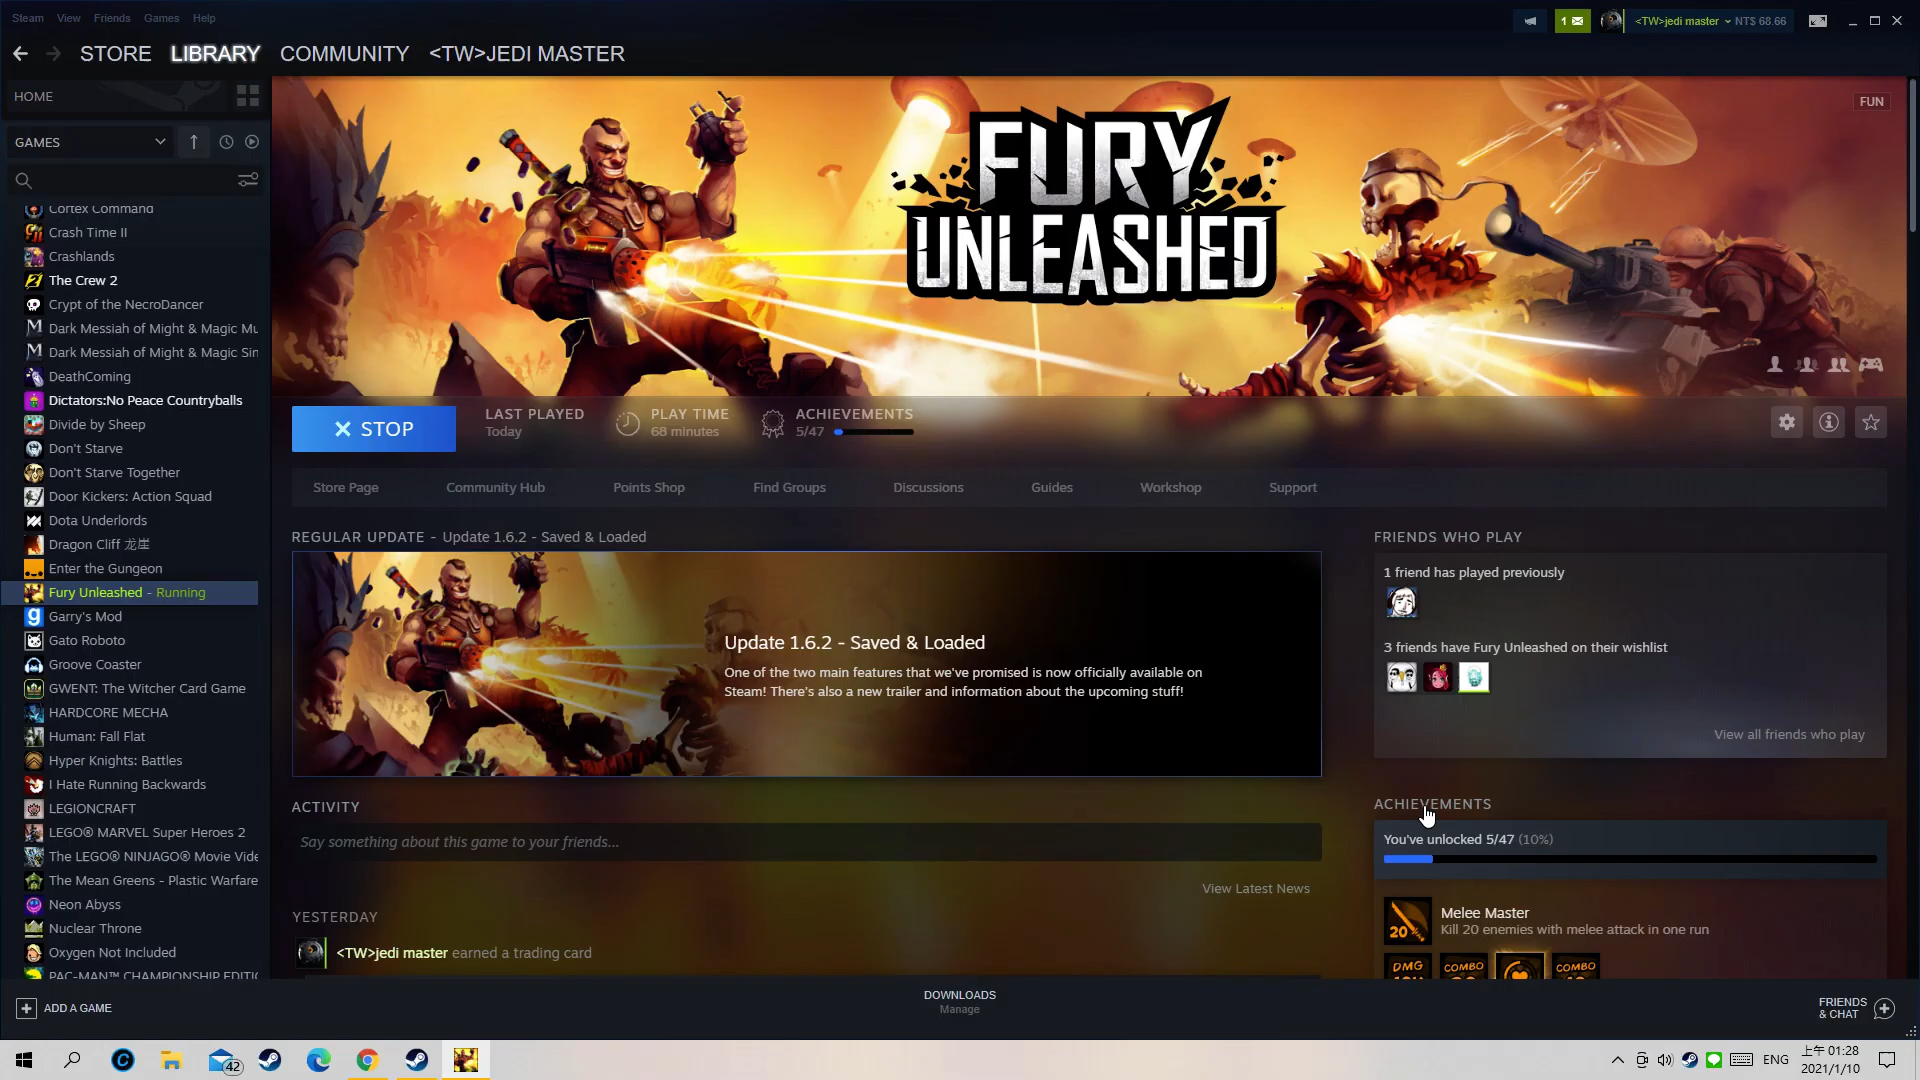 Steam View Friends Games Help
1 <TW>jedi master NT$ 68.66
STORE LIBRARY COMMUNITY <TW>JEDI MASTER
HOME
GAMES
Cortex Command
Crash Time II
Crashlands
The Crew 2
Crypt of the NecroDancer
Dark Messiah of Might & Magic Mu
Dark Messiah of Might & Magic Sin
DeathComing
Dictators:No Peace Countryballs
Divide by Sheep
Don't Starve
Don't Starve Together
Door Kickers: Action Squad
Dota Underlords
Dragon Cliff 龙崖
Enter the Gungeon
Fury Unleashed - Running
Garry's Mod
Gato Roboto
Groove Coaster
GWENT: The Witcher Card Game
HARDCORE MECHA
Human: Fall Flat
Hyper Knights: Battles
I Hate Running Backwards
LEGIONCRAFT
LEGO® MARVEL Super Heroes 2
The LEGO® NINJAGO® Movie Vide
The Mean Greens - Plastic Warfare
Neon Abyss
Nuclear Throne
Oxygen Not Included
PAC-MAN™ CHAMPIONSHIP EDITIO
ADD A GAME
FUN
FURY
UNLEASHED
STOP
LAST PLAYED
Today
PLAY TIME
68 minutes
ACHIEVEMENTS
5/47
Store Page Community Hub Points Shop Find Groups Discussions Guides Workshop Support
REGULAR UPDATE - Update 1.6.2 - Saved & Loaded
Update 1.6.2 - Saved & Loaded
One of the two main features that we've promised is now officially available on
Steam! There's also a new trailer and information about the upcoming stuff!
ACTIVITY
Say something about this game to your friends...
View Latest News
YESTERDAY
<TW>jedi master earned a trading card
FRIENDS WHO PLAY
1 friend has played previously
3 friends have Fury Unleashed on their wishlist
View all friends who play
ACHIEVEMENTS
You've unlocked 5/47 (10%)
20
Melee Master
Kill 20 enemies with melee attack in one run
DMG COMBO COMBO
DOWNLOADS
Manage
FRIENDS
& CHAT
42
ENG
上午 01:28
2021/1/10